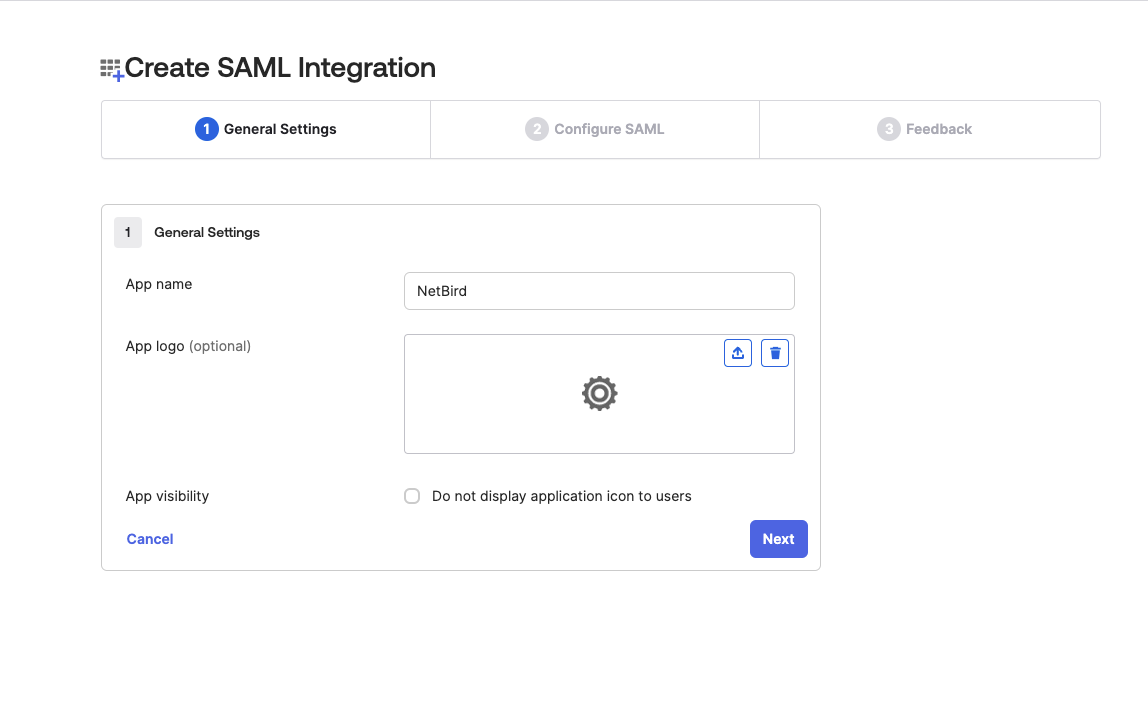 Create SAML Integration
1 General Settings
2 Configure SAML
3 Feedback
1 General Settings
App name
NetBird
App logo (optional)
App visibility
Do not display application icon to users
Cancel
Next